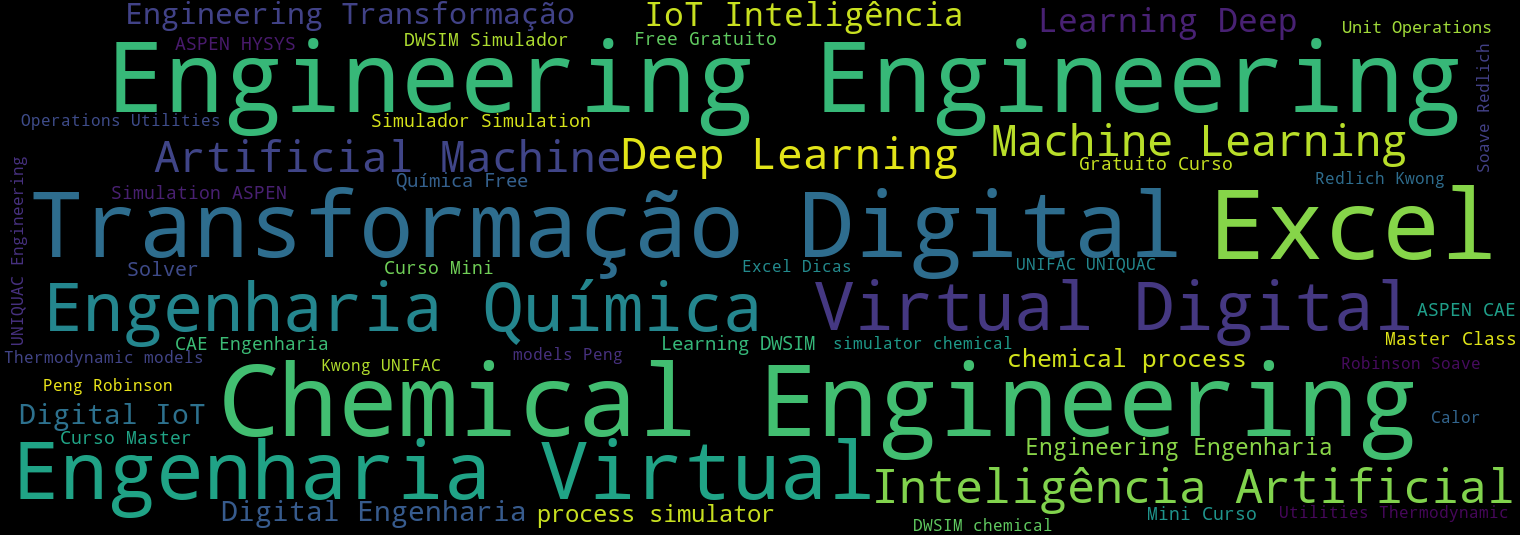 Engineering Transformação
IoT Inteligência
Learning Deep
Unit Operations
ASPEN HYSYS
DWSIM Simulador
Free Gratuito
Engineering Engineering
Soave Redlich
Operations Utilities
Simulador Simulation
Artificial Machine
Deep Learning
Machine Learning
Gratuito Curso
Simulation ASPEN
Química Free
Redlich Kwong
UNIQUAC Engineering
Transformação Digital
Excel
Solver
Curso Mini
Excel Dicas
UNIFAC UNIQUAC
Engenharia Química
Virtual Digital
ASPEN CAE
CAE Engenharia
Learning DWSIM
simulator chemical
Master Class
Thermodynamic models
models Peng
chemical process
Kwong UNIFAC
Robinson Soave
Peng Robinson
Chemical Engineering
Digital IoT
Calor
Curso Master
Engineering Engenharia
Engenharia Virtual
Inteligência Artificial
Digital Engenharia
process simulator
Mini Curso
Utilities Thermodynamic
DWSIM chemical